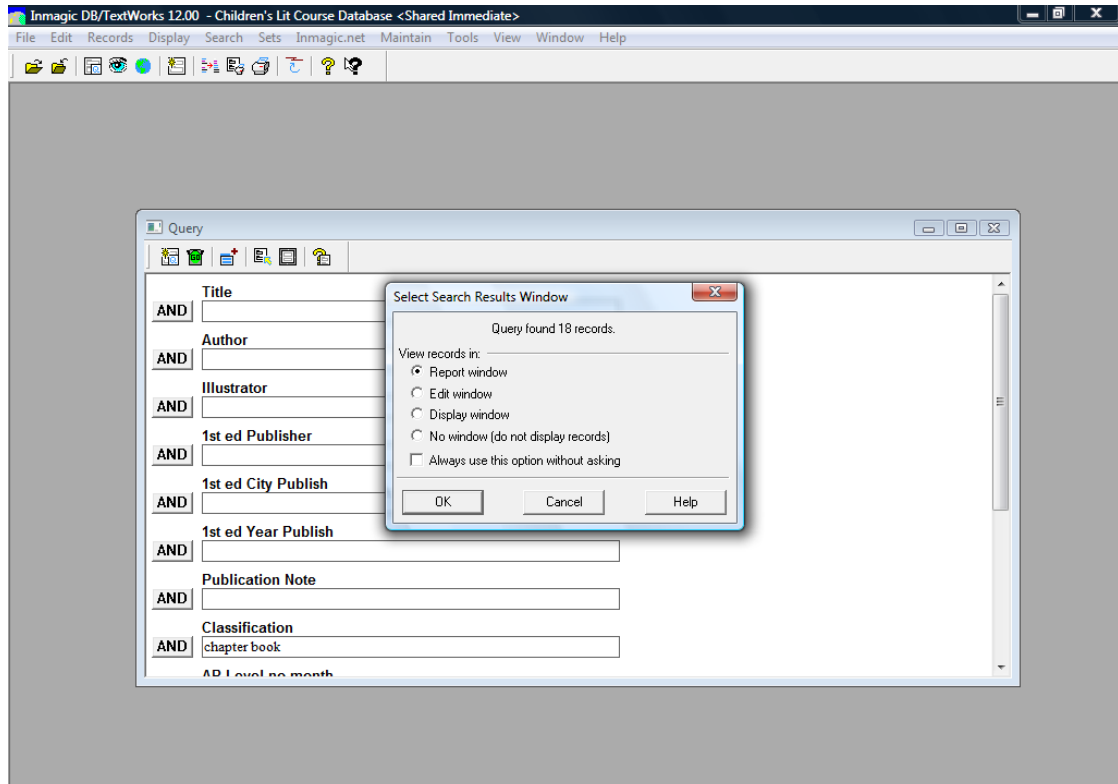 Inmagic DB/TextWorks 12.00 - Children's Lit Course Database <Shared Immediate>
File Edit Records Display Search Sets Inmagic.net Maintain Tools View Window Help
Query
Title
AND
Author
AND
Illustrator
AND
1st ed Publisher
AND
1st ed City Publish
AND
1st ed Year Publish
AND
Publication Note
AND
Classification
AND chapter book
AR Level no month
Select Search Results Window
Query found 18 records.
View records in:
Report window
Edit window
Display window
No window (do not display records)
Always use this option without asking
OK Cancel Help